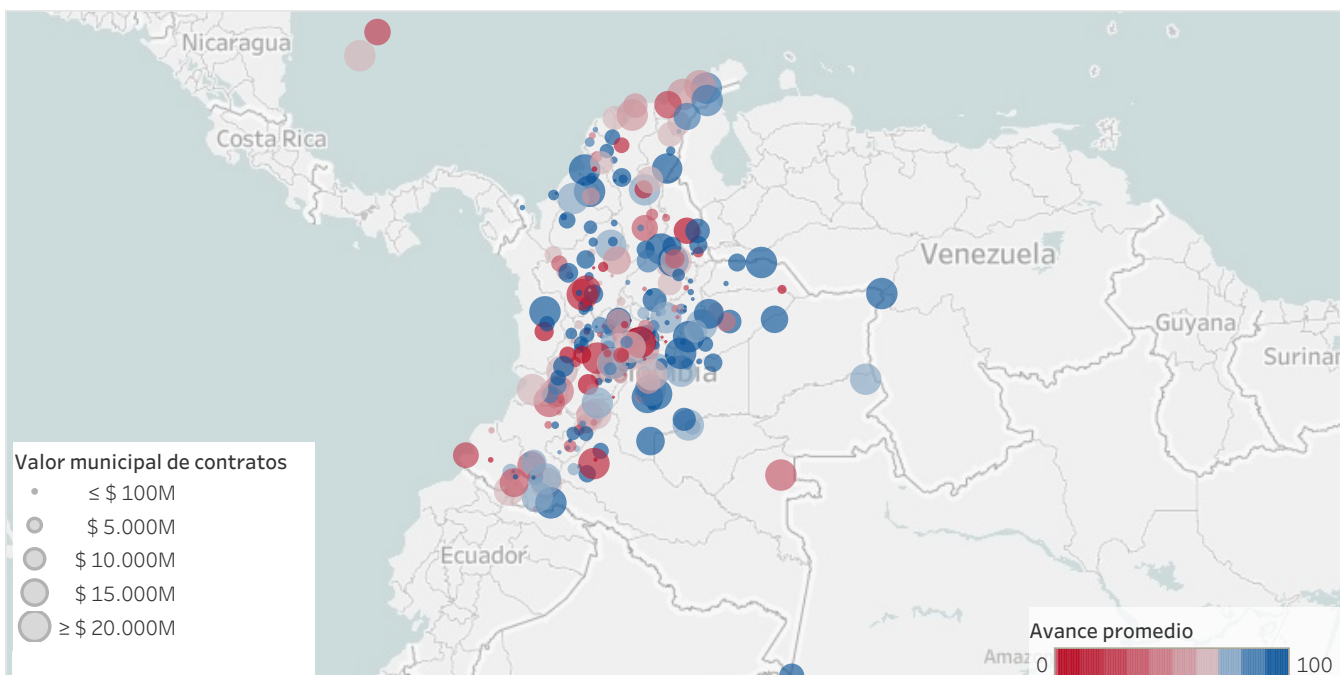 Nicaragua
Costa Rica
Venezuela
Guyana
Surinam
Ecuador
Valor municipal de contratos
≤ $ 100M
$ 5.000M
$ 10.000M
$ 15.000M
≥ $ 20.000M
Avance promedio
Amaz
0 100